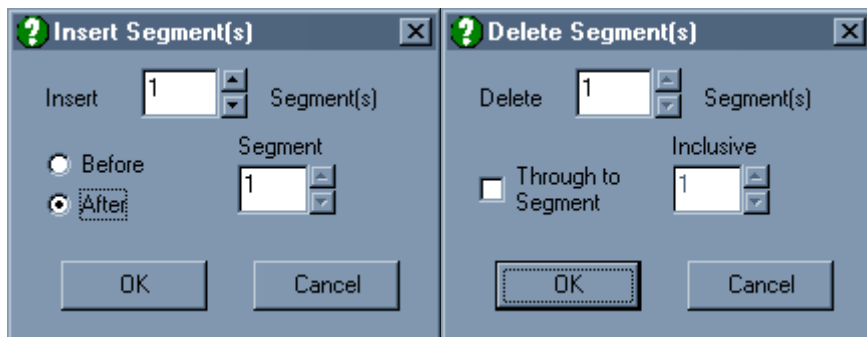 Insert Segment(s)
Insert 1 Segment(s)
Before
After
Segment
1
OK Cancel
Delete Segment(s)
Delete 1 Segment(s)
Through to
Segment
Inclusive
1
OK Cancel